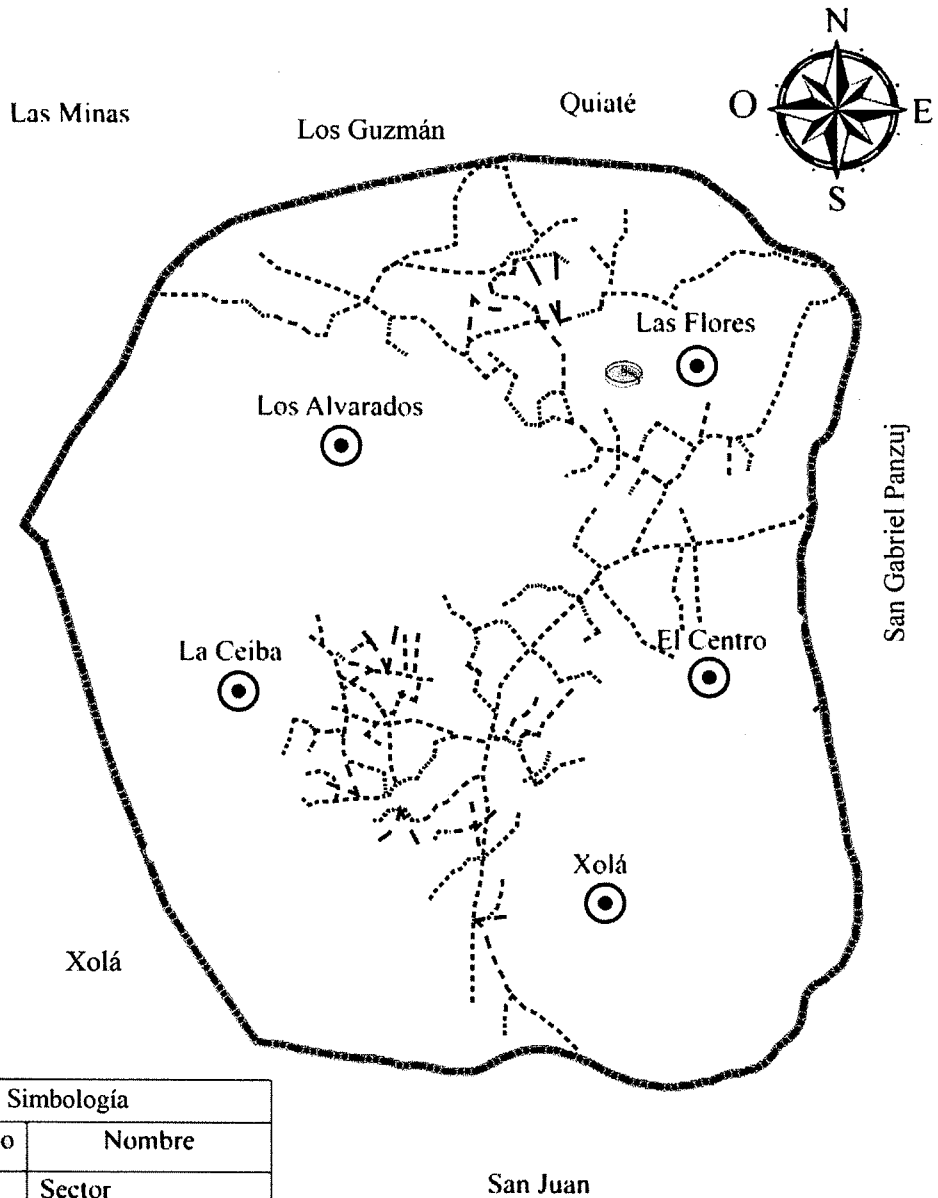 N
Quiaté
Las Minas
O
E
Los Guzmán
S
Las Flores
Los Alvarados
San Gabriel Panzuj
La Ceiba
El Centro
Xolá
Xolá
Simbología
o
Nombre
Sector
San Juan